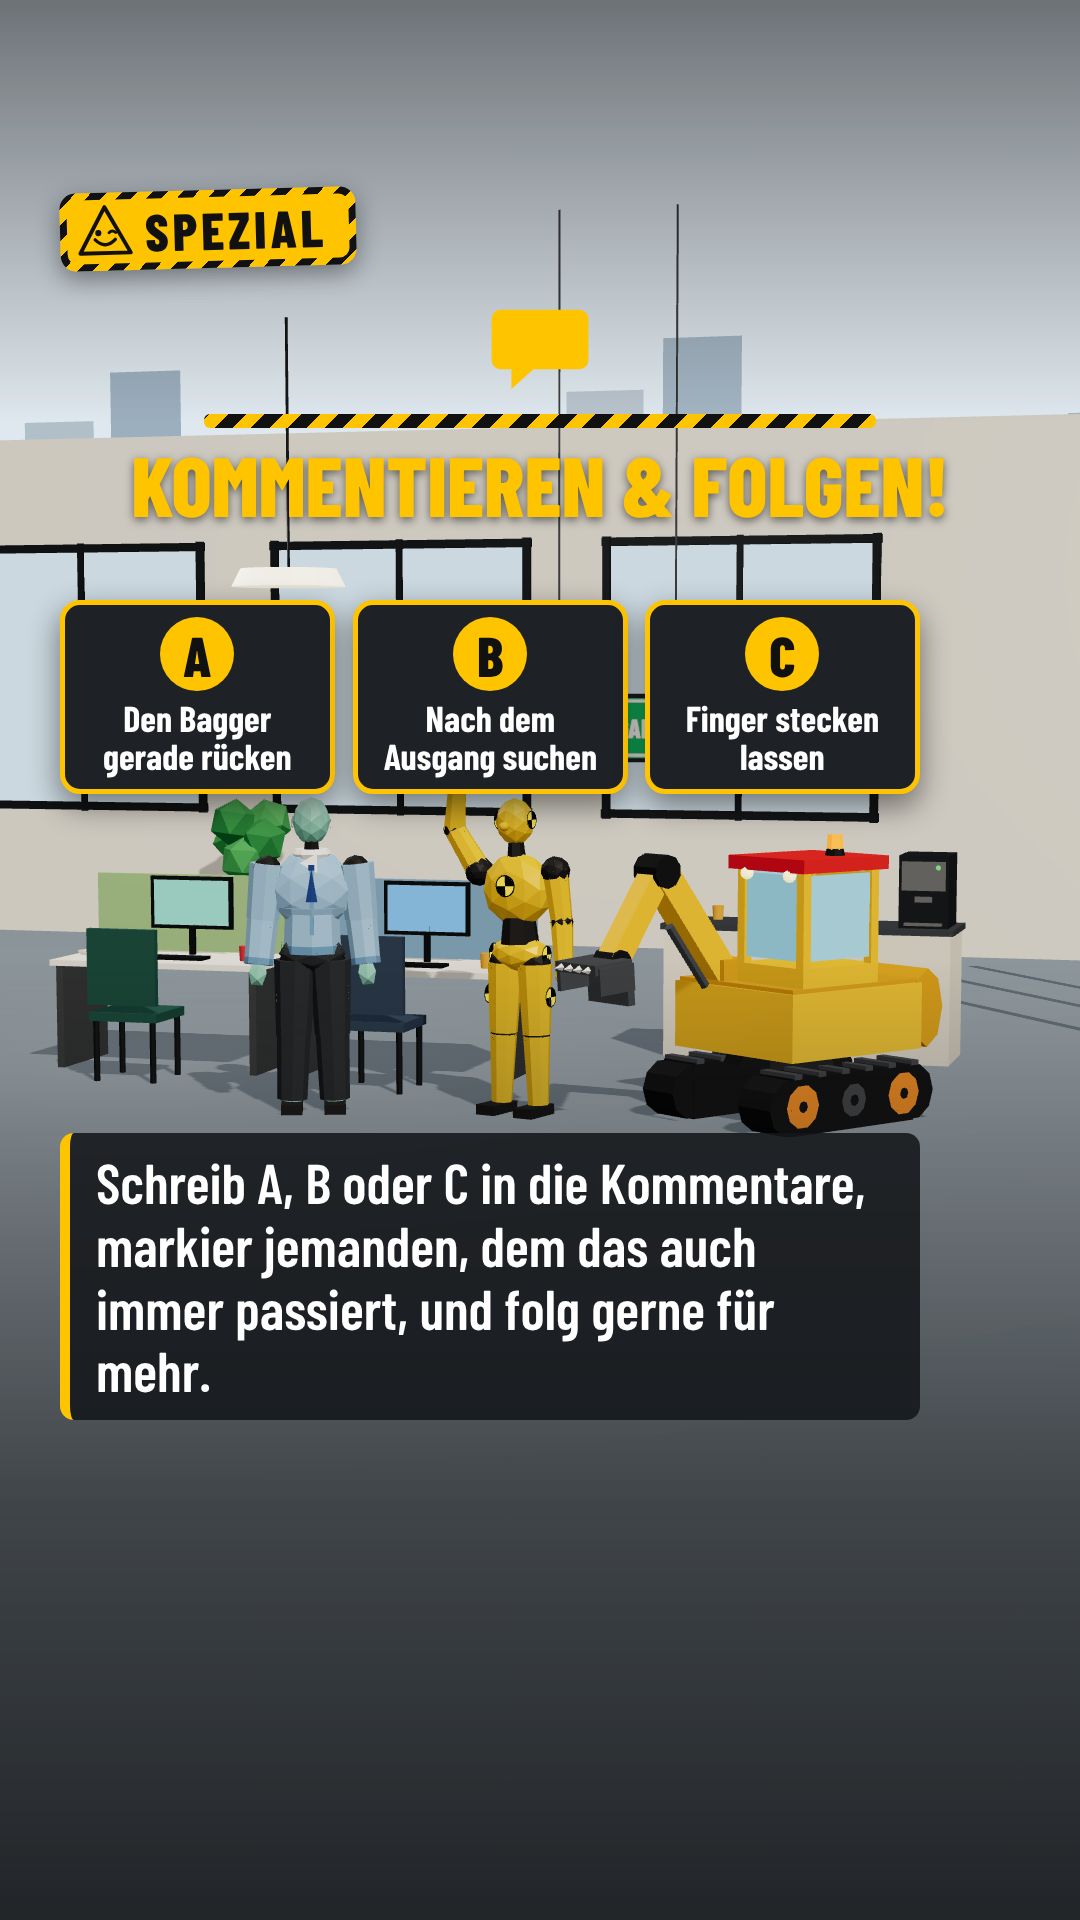 SPEZIAL
KOMMENTIEREN & FOLGEN!
A
Den Bagger
gerade rücken
B
Nach dem
Ausgang suchen
C
Finger stecken
lassen
Schreib A, B oder C in die Kommentare,
markier jemanden, dem das auch
immer passiert, und folg gerne für
mehr.